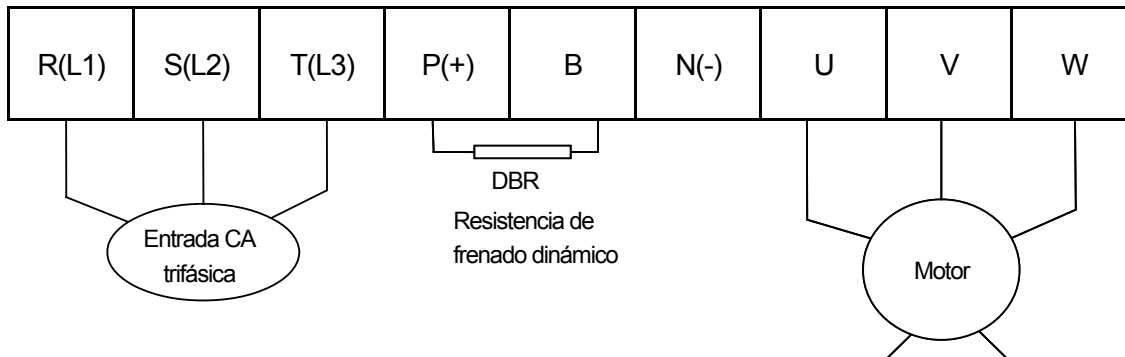 R(L1) S(L2) T(L3) P(+) B N(-) U V W
DBR
Resistencia de
frenado dinámico
Entrada CA
trifásica
Motor